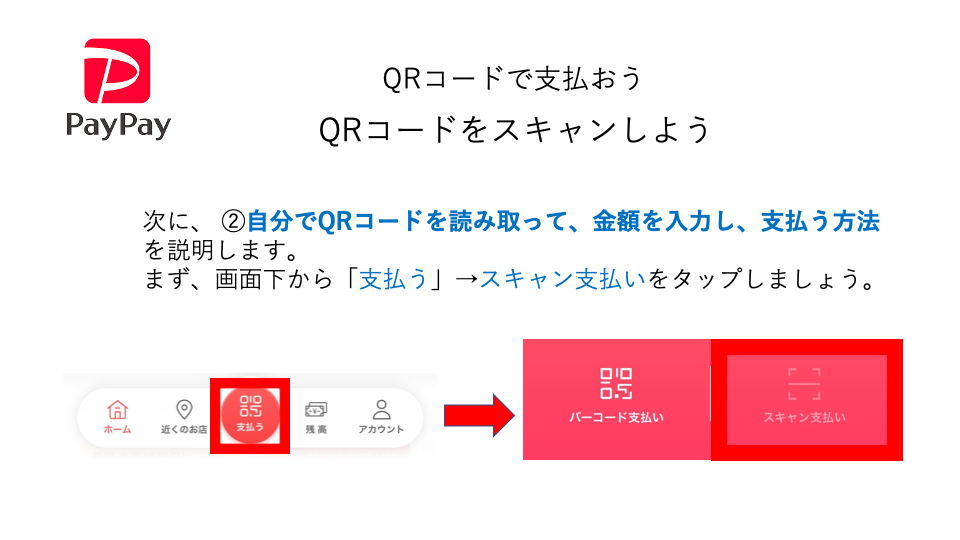 PayPay
QRコードで支払おう
QRコードをスキャンしよう
次に、 ②自分でQRコードを読み取って、金額を入力し、支払う方法
を説明します。
まず、画面下から「支払う」→スキャン支払いをタップしましょう。
ホーム
近くのお店
支払う
残高
アカウント
バーコード支払い
スキャン支払い